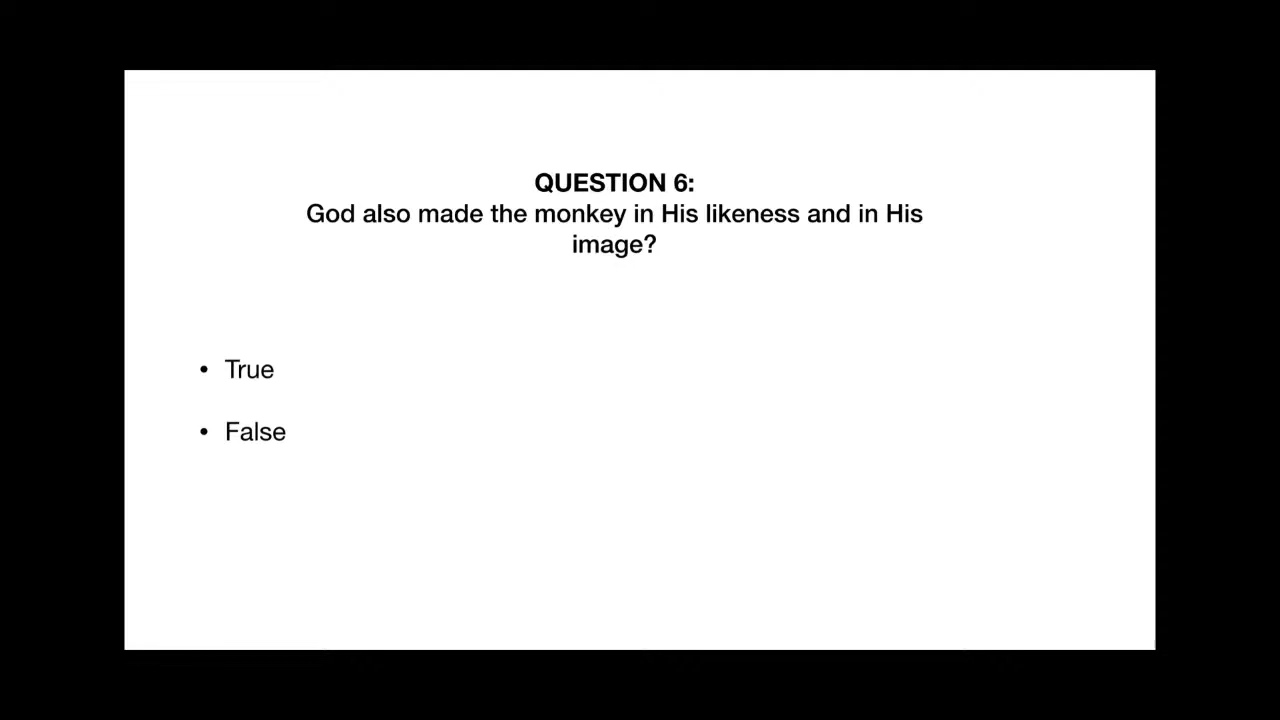 QUESTION 6:
God also made the monkey in His likeness and in His
image?
• True
• False